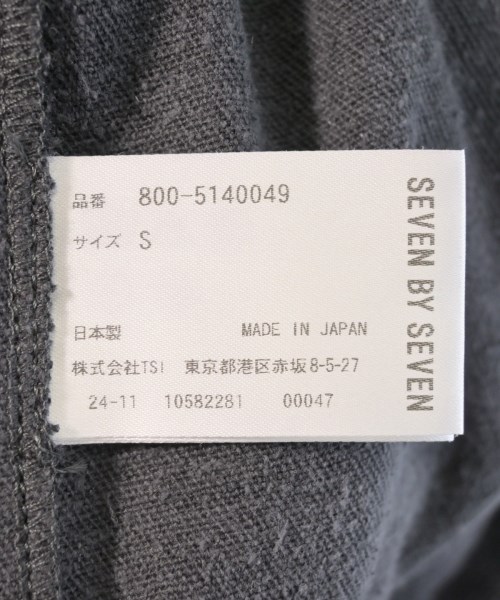 品番 800-5140049
サイズ S
日本製 MADE IN JAPAN
株式会社TSI 東京都港区赤坂8-5-27
24-11 10582281 00047
SEVEN BY SEVEN